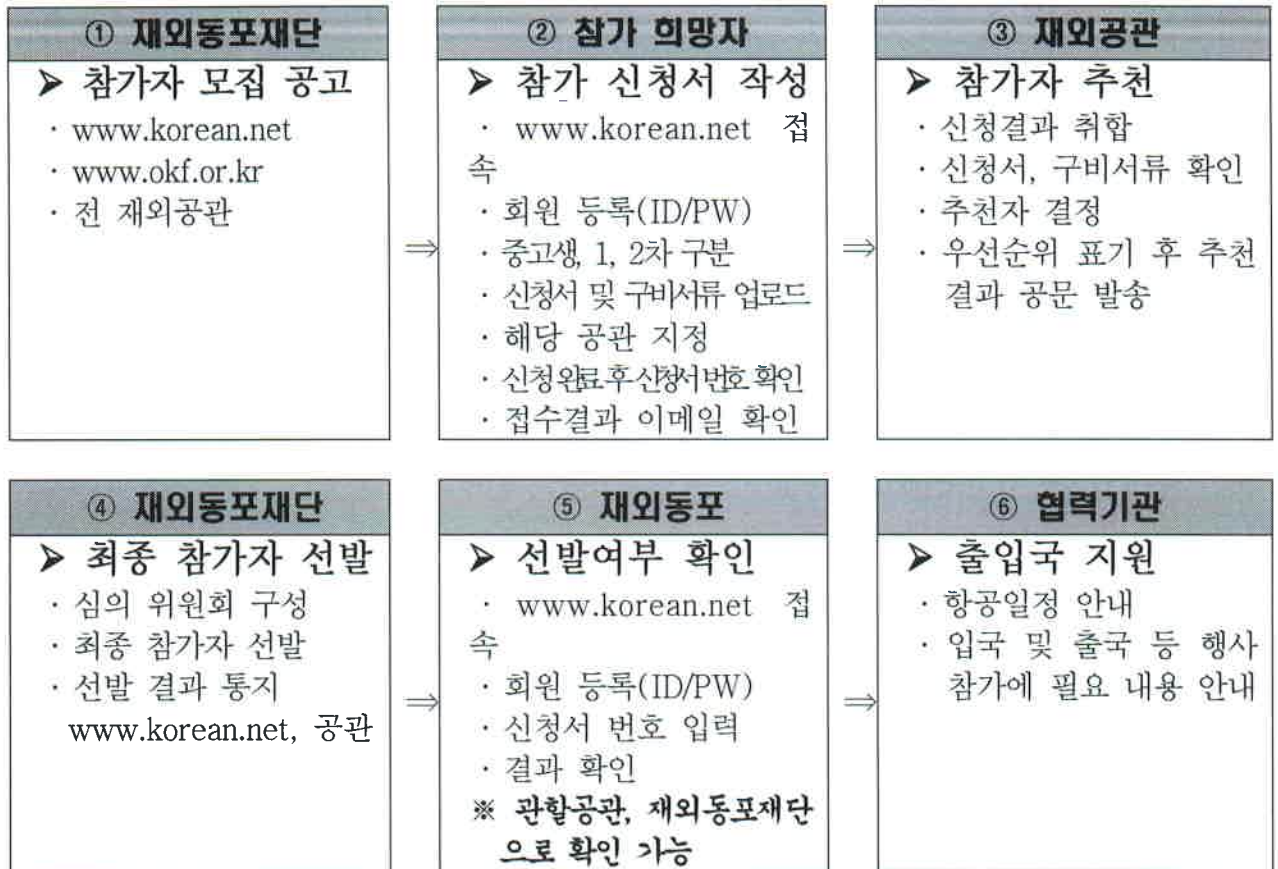 ① 재외동포재단
➢ 참가자 모집 공고
· www.korean.net
· www.okf.or.kr
· 전 재외공관
⇒
② 참가 희망자
➢ 참가 신청서 작성
· www.korean.net 접
속
· 회원 등록(ID/PW)
· 중고생, 1, 2차 구분
· 신청서 및 구비서류 업로드
· 해당 공관 지정
· 신청완료 후 신청서 번호 확인
· 접수결과 이메일 확인
⇒
③ 재외공관
➢ 참가자 추천
· 신청결과 취합
· 신청서, 구비서류 확인
· 추천자 결정
· 우선순위 표기 후 추천
결과 공문 발송
④ 재외동포재단
➢ 최종 참가자 선발
· 심의 위원회 구성
· 최종 참가자 선발
· 선발 결과 통지
www.korean.net, 공관
⇒
⑤ 재외동포
➢ 선발여부 확인
· www.korean.net 접
속
· 회원 등록(ID/PW)
· 신청서 번호 입력
· 결과 확인
※ 관할공관, 재외동포재단
으로 확인 가능
⇒
⑥ 협력기관
➢ 출입국 지원
· 항공일정 안내
· 입국 및 출국 등 행사
참가에 필요 내용 안내